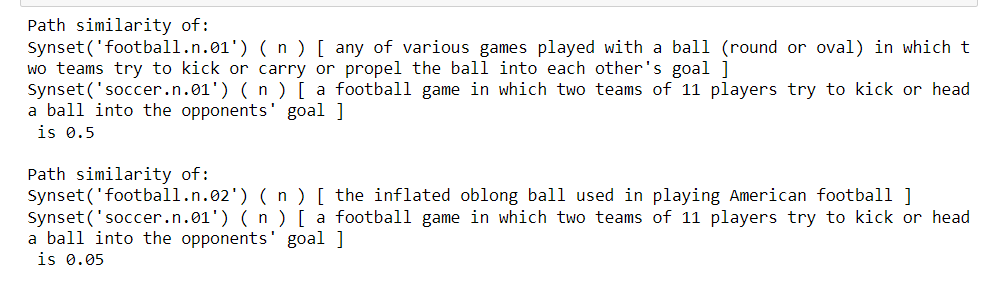 Path similarity of:
Synset('football.n.01') ( n ) [ any of various games played with a ball (round or oval) in which t
wo teams try to kick or carry or propel the ball into each other's goal ]
Synset('soccer.n.01') ( n ) [ a football game in which two teams of 11 players try to kick or head
a ball into the opponents' goal ]
 is 0.5

Path similarity of:
Synset('football.n.02') ( n ) [ the inflated oblong ball used in playing American football ]
Synset('soccer.n.01') ( n ) [ a football game in which two teams of 11 players try to kick or head
a ball into the opponents' goal ]
 is 0.05